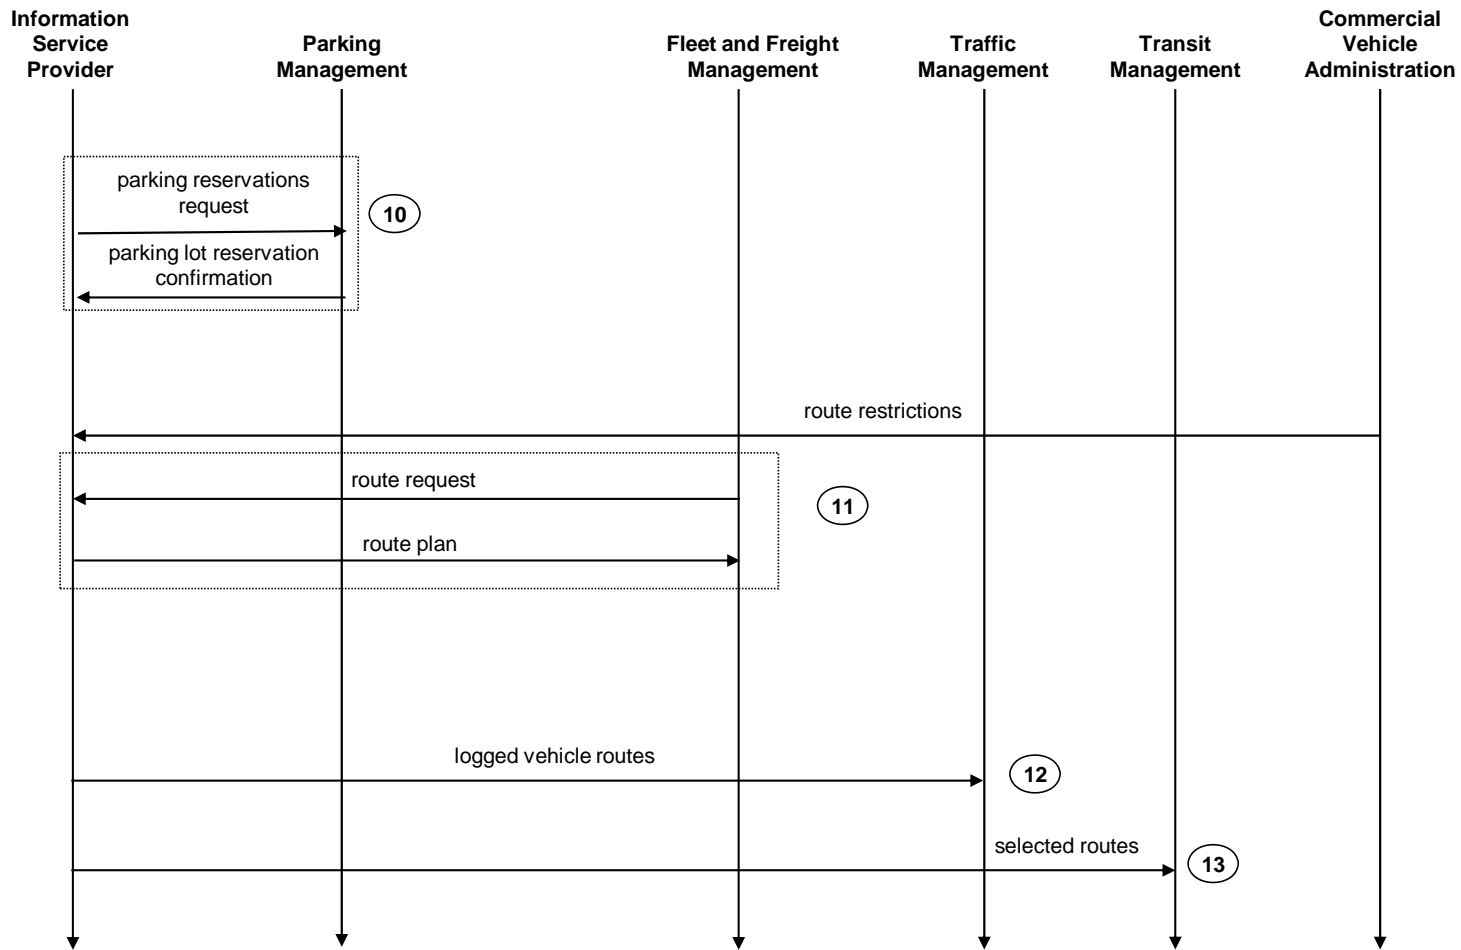 Information
Service
Provider
Parking
Management
Fleet and Freight
Management
Traffic
Management
Transit
Management
Commercial
Vehicle
Administration
parking reservations
request
10
parking lot reservation
confirmation
route restrictions
route request
11
route plan
logged vehicle routes
12
selected routes
13